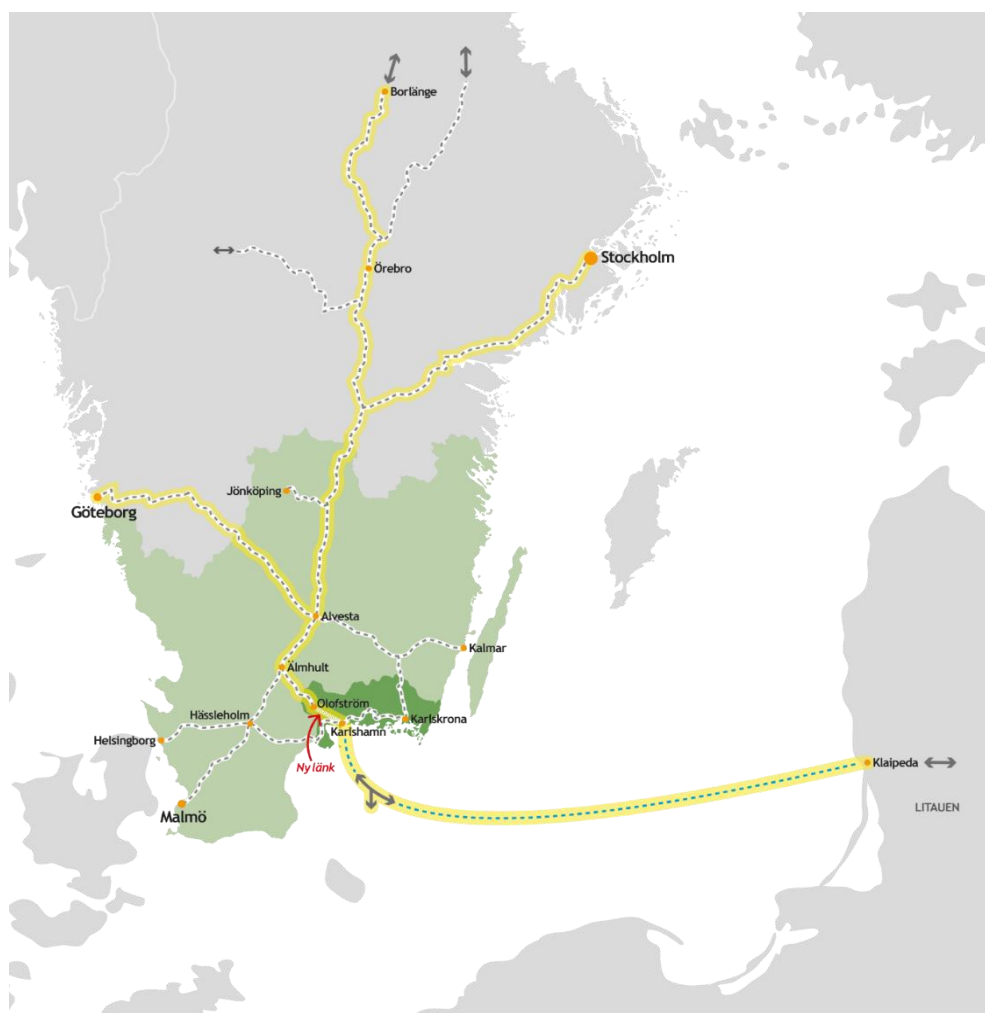 Borlänge
Örebro
Stockholm
Jönköping
Göteborg
Alvesta
Kalmar
Älmhult
Olofström
Hässleholm
Karlskrona
Karlshamn
Helsingborg
Ny länk
Klaipeda
Malmö
LITAUEN